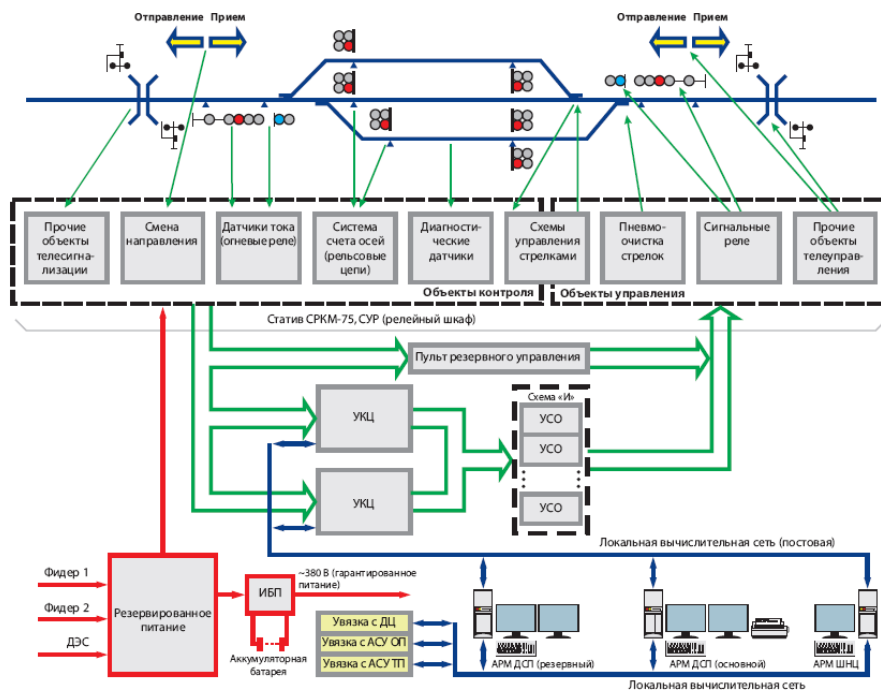 Отправление Прием
Отправление Прием
Прочие
объекты
телесигна-
лизации
Смена
направления
Датчики тока
(огневые реле)
Система
счета осей
(рельсовые
цепи)
Диагности-
ческие
датчики
Схемы
управления
стрелками
Пневмо-
очистка
стрелок
Сигнальные
реле
Прочие
объекты
телеуправ-
ления
Объекты контроля
Объекты управления
Статив СРКМ-75, СУР (релейный шкаф)
Пульт резервного управления
УКЦ
УКЦ
Схема «И»
УСО
УСО
УСО
Локальная вычислительная сеть (постовая)
Фидер 1
Фидер 2
ДЭС
Резервированное
питание
ИБП
~380 В (гарантированное
питание)
Аккумуляторная
батарея
Увязка с ДЦ
Увязка с АСУ ОП
Увязка с АСУ ТП
АРМ ДСП (резервный)
АРМ ДСП (основной)
АРМ ШНЦ
Локальная вычислительная сеть